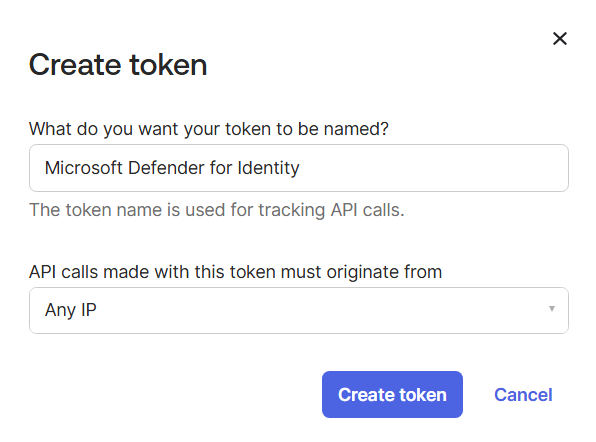 Create token
What do you want your token to be named?
Microsoft Defender for Identity
The token name is used for tracking API calls.
API calls made with this token must originate from
Any IP
Create token Cancel